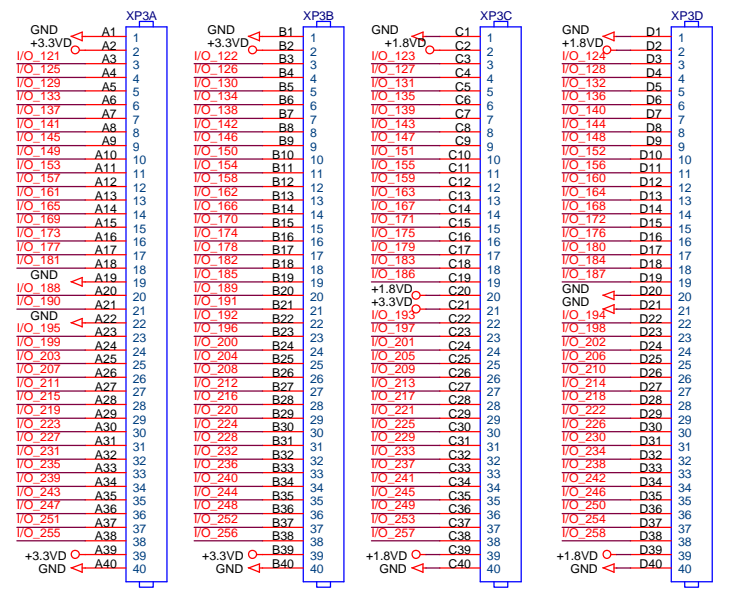 XP3A
GND A1 1
+3.3VD A2 2
I/O_121 A3 3
I/O_125 A4 4
I/O_129 A5 5
I/O_133 A6 6
I/O_137 A7 7
I/O_141 A8 8
I/O_145 A9 9
I/O_149 A10 10
I/O_153 A11 11
I/O_157 A12 12
I/O_161 A13 13
I/O_165 A14 14
I/O_169 A15 15
I/O_173 A16 16
I/O_177 A17 17
I/O_181 A18 18
GND A19 19
I/O_188 A20 20
I/O_190 A21 21
GND A22 22
I/O_195 A23 23
I/O_199 A24 24
I/O_203 A25 25
I/O_207 A26 26
I/O_211 A27 27
I/O_215 A28 28
I/O_219 A29 29
I/O_223 A30 30
I/O_227 A31 31
I/O_231 A32 32
I/O_235 A33 33
I/O_239 A34 34
I/O_243 A35 35
I/O_247 A36 36
I/O_251 A37 37
I/O_255 A38 38
+3.3VD A39 39
GND A40 40
XP3B
GND B1 1
+3.3VD B2 2
I/O_122 B3 3
I/O_126 B4 4
I/O_130 B5 5
I/O_134 B6 6
I/O_138 B7 7
I/O_142 B8 8
I/O_146 B9 9
I/O_150 B10 10
I/O_154 B11 11
I/O_158 B12 12
I/O_162 B13 13
I/O_166 B14 14
I/O_170 B15 15
I/O_174 B16 16
I/O_178 B17 17
I/O_182 B18 18
I/O_185 B19 19
I/O_189 B20 20
I/O_191 B21 21
I/O_192 B22 22
I/O_196 B23 23
I/O_200 B24 24
I/O_204 B25 25
I/O_208 B26 26
I/O_212 B27 27
I/O_216 B28 28
I/O_220 B29 29
I/O_224 B30 30
I/O_228 B31 31
I/O_232 B32 32
I/O_236 B33 33
I/O_240 B34 34
I/O_244 B35 35
I/O_248 B36 36
I/O_252 B37 37
I/O_256 B38 38
+3.3VD B39 39
GND B40 40
XP3C
GND C1 1
+1.8VD C2 2
I/O_123 C3 3
I/O_127 C4 4
I/O_131 C5 5
I/O_135 C6 6
I/O_139 C7 7
I/O_143 C8 8
I/O_147 C9 9
I/O_151 C10 10
I/O_155 C11 11
I/O_159 C12 12
I/O_163 C13 13
I/O_167 C14 14
I/O_171 C15 15
I/O_175 C16 16
I/O_179 C17 17
I/O_183 C18 18
I/O_186 C19 19
+1.8VD C20 20
+3.3VD C21 21
I/O_193 C22 22
I/O_197 C23 23
I/O_201 C24 24
I/O_205 C25 25
I/O_209 C26 26
I/O_213 C27 27
I/O_217 C28 28
I/O_221 C29 29
I/O_225 C30 30
I/O_229 C31 31
I/O_233 C32 32
I/O_237 C33 33
I/O_241 C34 34
I/O_245 C35 35
I/O_249 C36 36
I/O_253 C37 37
I/O_257 C38 38
+1.8VD C39 39
GND C40 40
XP3D
GND D1 1
+1.8VD D2 2
I/O_124 D3 3
I/O_128 D4 4
I/O_132 D5 5
I/O_136 D6 6
I/O_140 D7 7
I/O_144 D8 8
I/O_148 D9 9
I/O_152 D10 10
I/O_156 D11 11
I/O_160 D12 12
I/O_164 D13 13
I/O_168 D14 14
I/O_172 D15 15
I/O_176 D16 16
I/O_180 D17 17
I/O_184 D18 18
I/O_187 D19 19
GND D20 20
GND D21 21
I/O_194 D22 22
I/O_198 D23 23
I/O_202 D24 24
I/O_206 D25 25
I/O_210 D26 26
I/O_214 D27 27
I/O_218 D28 28
I/O_222 D29 29
I/O_226 D30 30
I/O_230 D31 31
I/O_234 D32 32
I/O_238 D33 33
I/O_242 D34 34
I/O_246 D35 35
I/O_250 D36 36
I/O_254 D37 37
I/O_258 D38 38
+1.8VD D39 39
GND D40 40